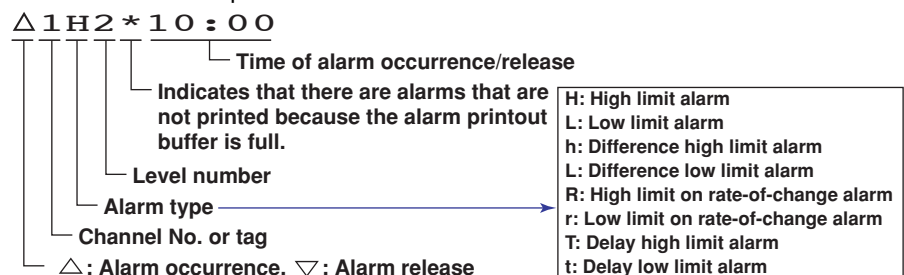 △1H2*10:00
Time of alarm occurrence/release
Indicates that there are alarms that are
not printed because the alarm printout
buffer is full.
Level number
Alarm type
Channel No. or tag
△: Alarm occurrence, ▽: Alarm release
H: High limit alarm
L: Low limit alarm
h: Difference high limit alarm
L: Difference low limit alarm
R: High limit on rate-of-change alarm
r: Low limit on rate-of-change alarm
T: Delay high limit alarm
t: Delay low limit alarm